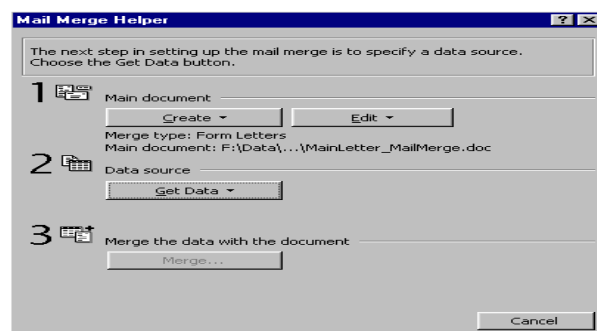 Mail Merge Helper
The next step in setting up the mail merge is to specify a data source.
Choose the Get Data button.
1
Main document
Create
Edit
Merge type: Form Letters
Main document: F:\Data\...\MainLetter_MailMerge.doc
2
Data source
Get Data
3
Merge the data with the document
Merge...
Cancel